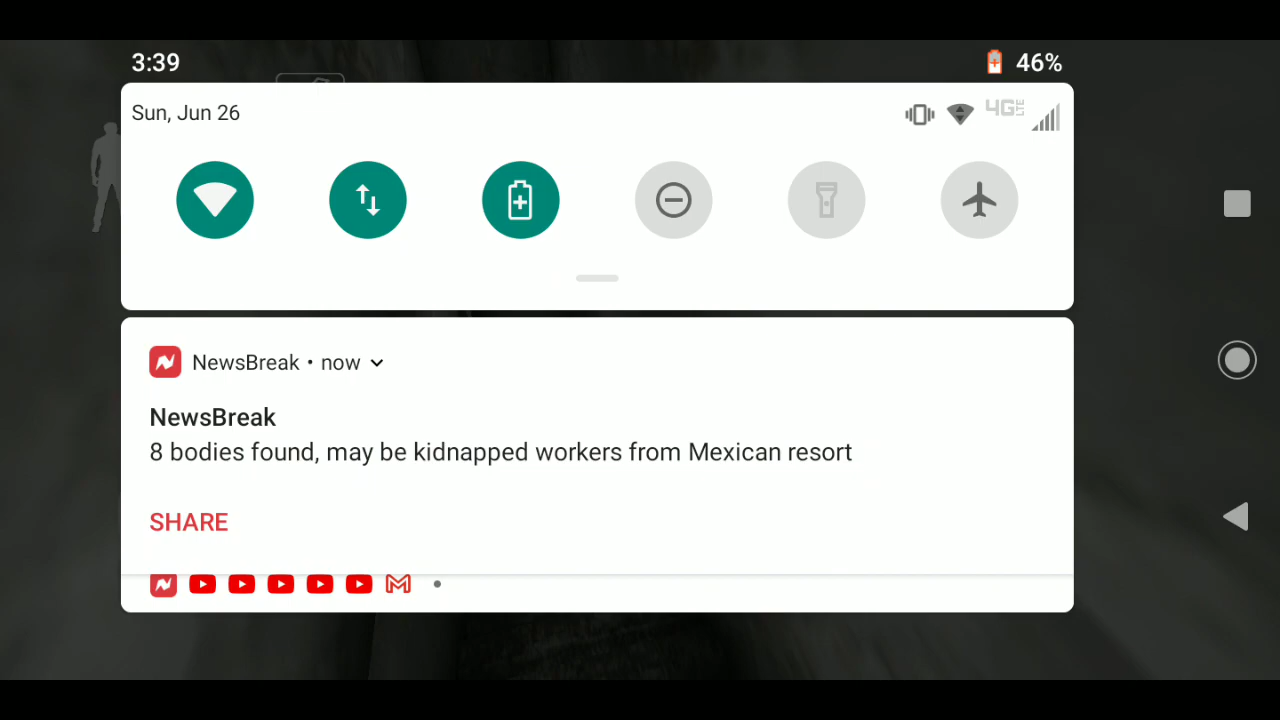 3:39
46%
Sun, Jun 26
4G LTE
NewsBreak • now
NewsBreak
8 bodies found, may be kidnapped workers from Mexican resort
SHARE